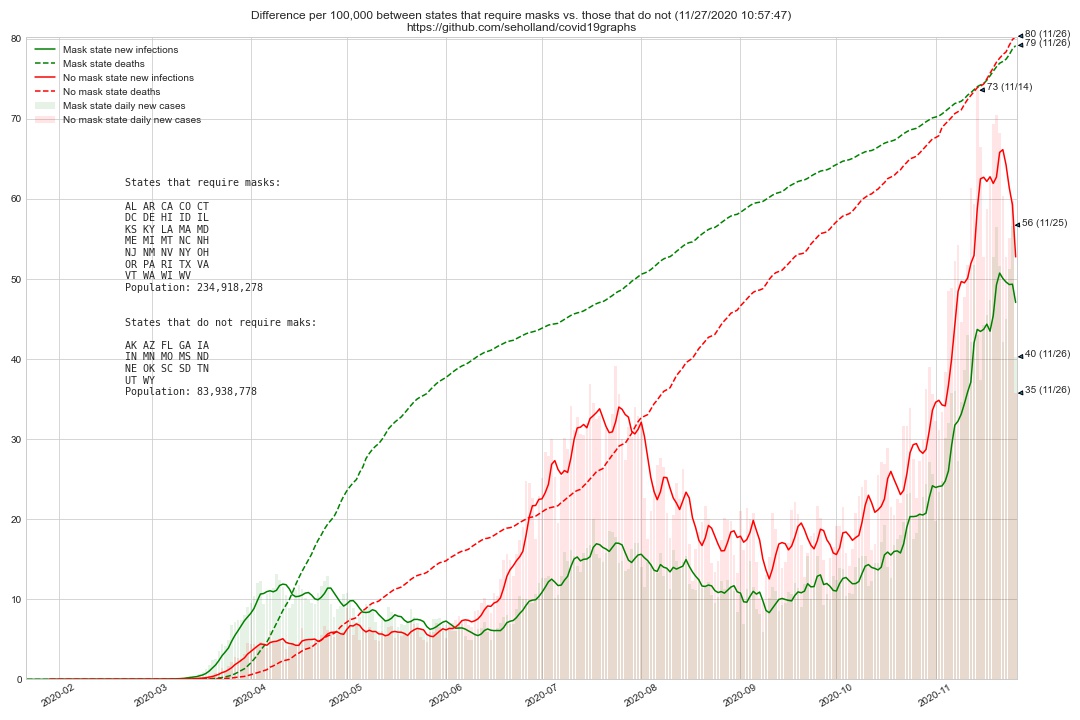 Difference per 100,000 between states that require masks vs. those that do not (11/27/2020 10:57:47)
https://github.com/seholland/covid19graphs
Mask state new infections
Mask state deaths
No mask state new infections
No mask state deaths
Mask state daily new cases
No mask state daily new cases
States that require masks:
AL AR CA CO CT
DC DE HI ID IL
KS KY LA MA MD
ME MI MT NC NH
NJ NM NV NY OH
OR PA RI TX VA
VT WA WI WV
Population: 234,918,278
States that do not require maks:
AK AZ FL GA IA
IN MN MO MS ND
NE OK SC SD TN
UT WY
Population: 83,938,778
80 (11/26)
79 (11/26)
73 (11/14)
56 (11/25)
40 (11/26)
35 (11/26)
80
70
60
50
40
30
20
10
0
2020-02
2020-03
2020-04
2020-05
2020-06
2020-07
2020-08
2020-09
2020-10
2020-11